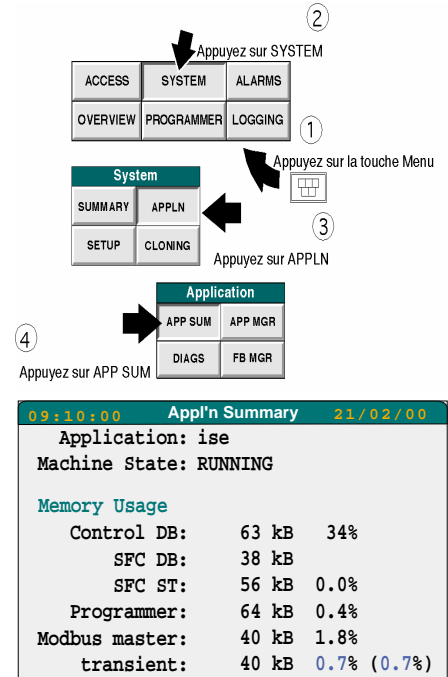 2
Appuyez sur SYSTEM
ACCESS SYSTEM ALARMS
OVERVIEW PROGRAMMER LOGGING
1
Appuyez sur la touche Menu
System
SUMMARY APPLN
SETUP CLONING
3
Appuyez sur APPLN
Application
APP SUM APP MGR
DIAGS FB MGR
4
Appuyez sur APP SUM
09:10:00 Appl'n Summary 21/02/00
Application: ise
Machine State: RUNNING
Memory Usage
Control DB: 63 kB 34%
SFC DB: 38 kB
SFC ST: 56 kB 0.0%
Programmer: 64 kB 0.4%
Modbus master: 40 kB 1.8%
transient: 40 kB 0.7% (0.7%)